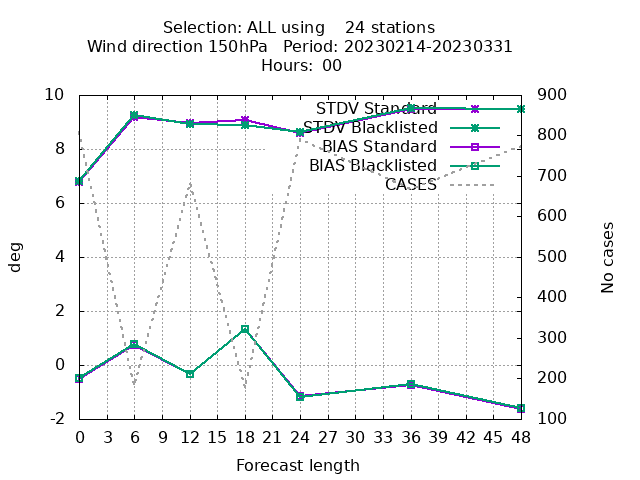 Selection: ALL using    24 stations
Wind direction 150hPa   Period: 20230214-20230331
Hours: 00
10
8
6
4
2
0
-2
deg
900
800
700
600
500
400
300
200
100
No cases
STDV Standard
STDV Blacklisted
BIAS Standard
BIAS Blacklisted
CASES
0 3 6 9 12 15 18 21 24 27 30 33 36 39 42 45 48
Forecast length